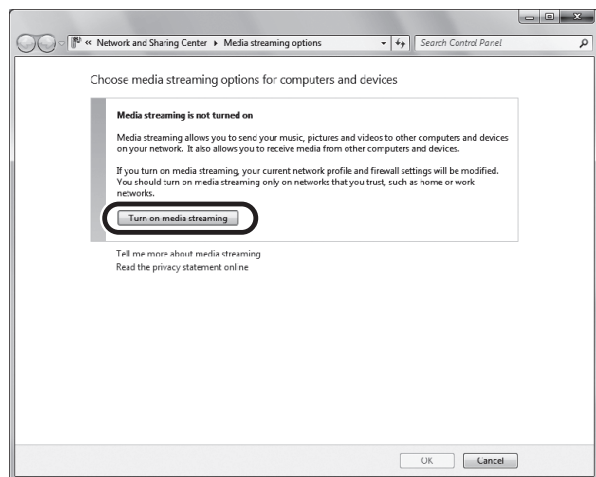 « Network and Sharing Center ▸ Media streaming options
Search Control Panel
Choose media streaming options for computers and devices
Media streaming is not turned on
Media streaming allows you to send your music, pictures and videos to other computers and devices
on your network. It also allows you to receive media from other computers and devices.
If you turn on media streaming, your current network profile and firewall settings will be modified.
You should turn on media streaming only on networks that you trust, such as home or work
networks.
Turn on media streaming
Tell me more about media streaming
Read the privacy statement online
OK
Cancel